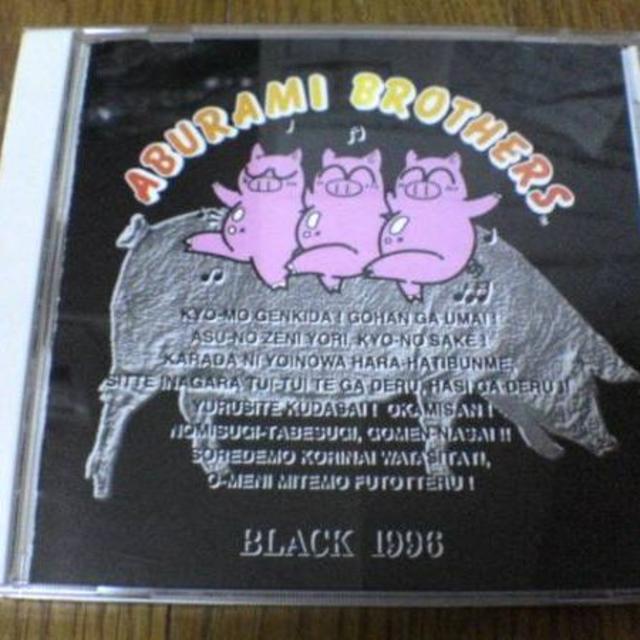 ABURAMI BROTHERS
KYO-MO GENKIDA ! GOHAN GA UMAI !
ASU-NO ZENI YORI, KYO-NO SAKE !
KARADA NI YOINOWA HARA-HATIBUNME,
SITTE INAGARA TUI-TUI TE GA DERU, HASI GA DERU !!
YURUSITE KUDASAI ! OKAMISAN !
NOMISUGI-TABESUGI, GOMEN-NASAI !!
SOREDEMO KORINAI WATASITATI,
O-MENI MITEMO FUTOTTERU !
BLACK 1996